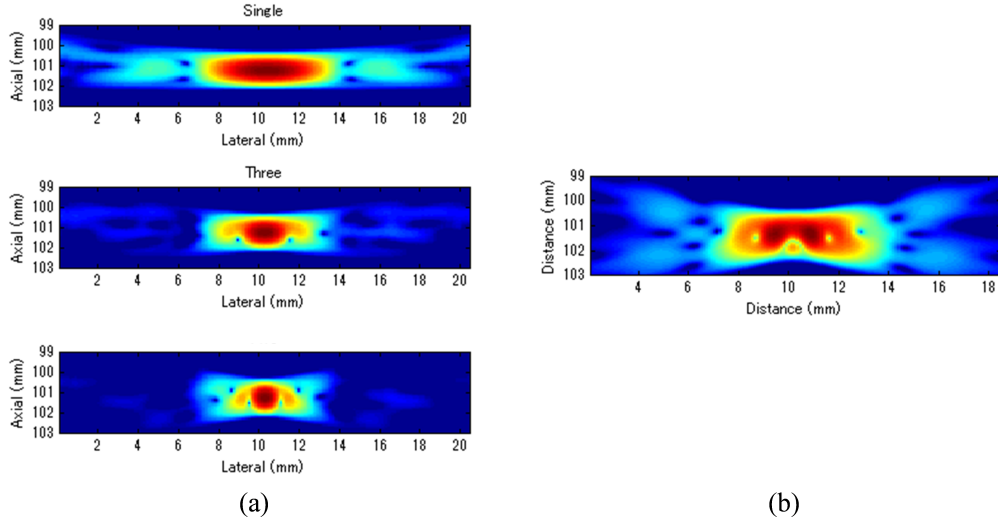 Single
99
100
101
102
103
Axial (mm)
2 4 6 8 10 12 14 16 18 20
Lateral (mm)
Three
99
100
101
102
103
Axial (mm)
2 4 6 8 10 12 14 16 18 20
Lateral (mm)
99
100
101
102
103
Axial (mm)
2 4 6 8 10 12 14 16 18 20
Lateral (mm)
(a)
99
100
101
102
103
Distance (mm)
4 6 8 10 12 14 16 18
Distance (mm)
(b)